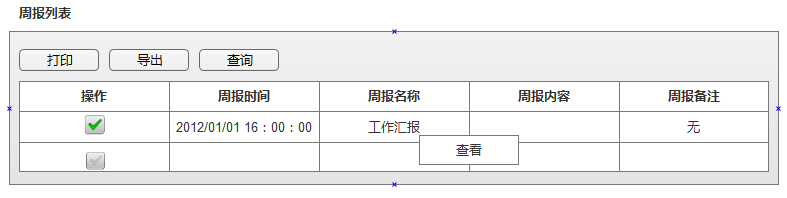 周报列表
打印 导出 查询
操作 周报时间 周报名称 周报内容 周报备注
2012/01/01 16：00：00 工作汇报 无
查看